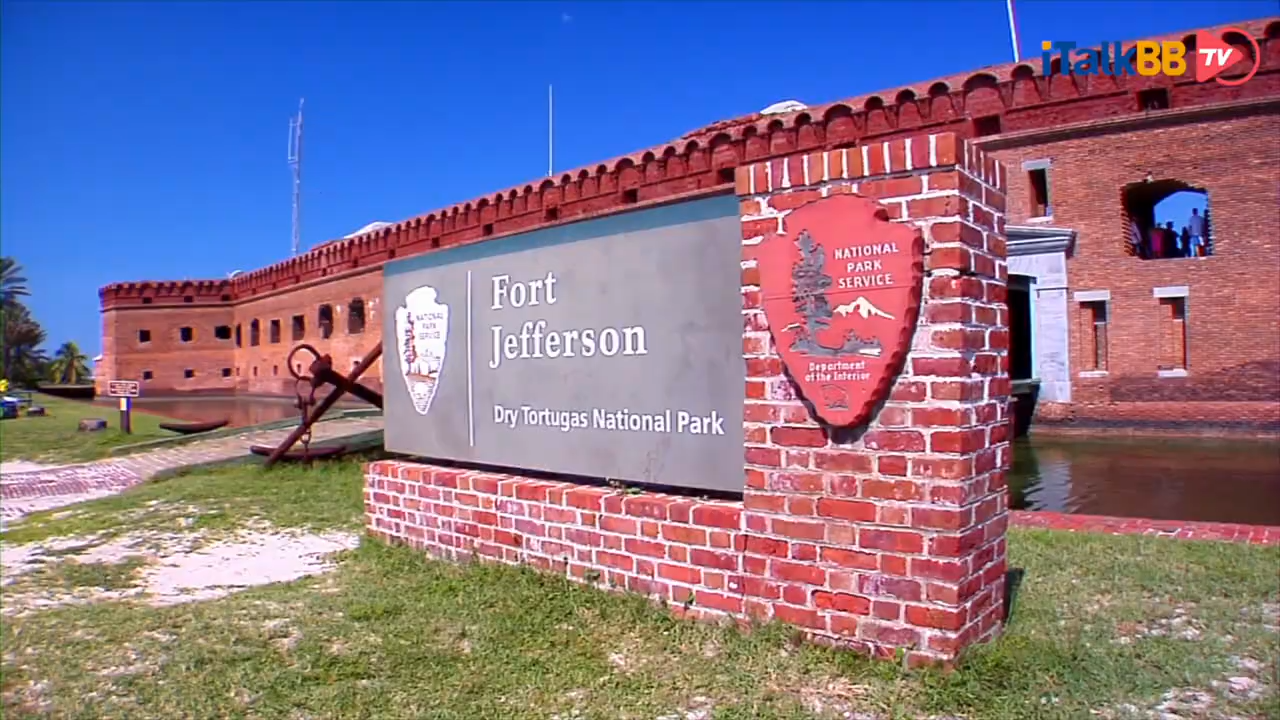 iTalkBB TV
NATIONAL
PARK
SERVICE
Department
of the Interior
Fort
Jefferson
Dry Tortugas National Park
NATIONAL
PARK
SERVICE